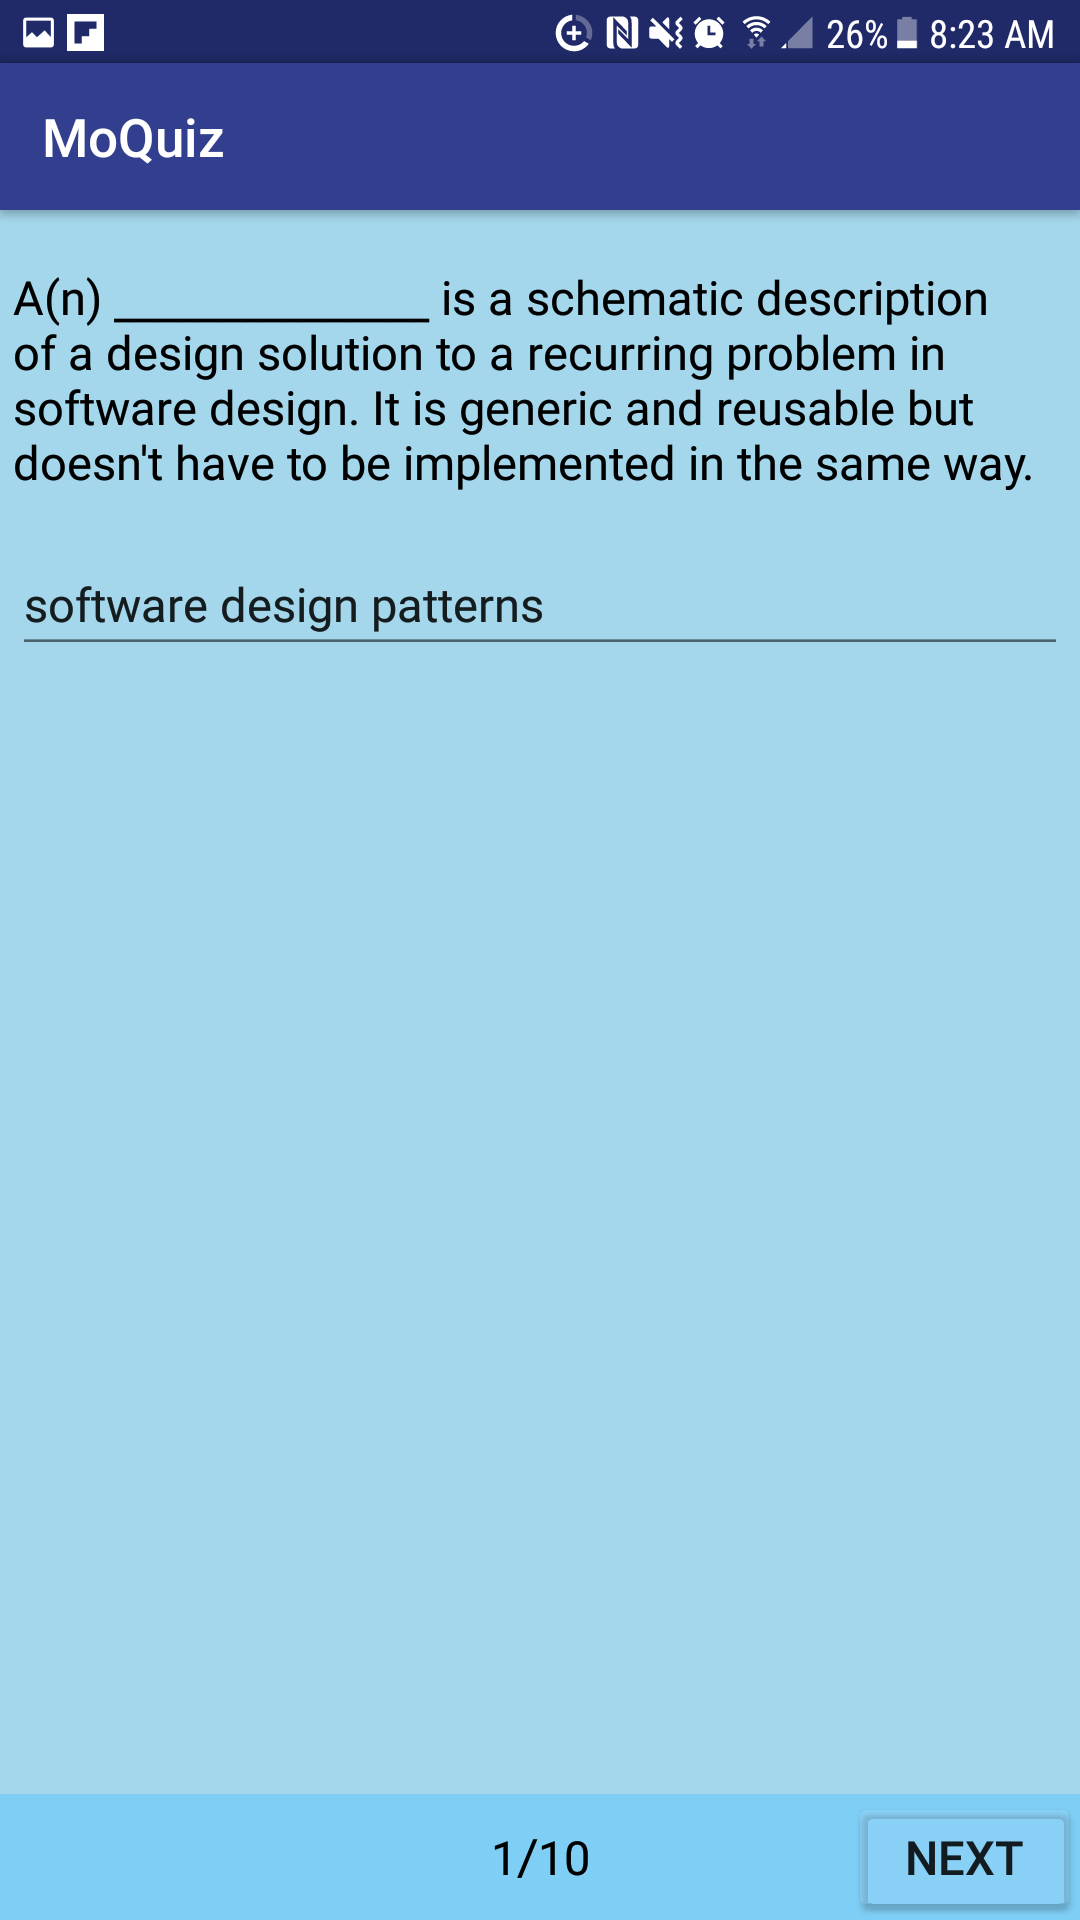 26% 8:23 AM
MoQuiz
A(n) ______________ is a schematic description
of a design solution to a recurring problem in
software design. It is generic and reusable but
doesn't have to be implemented in the same way.
software design patterns
1/10
NEXT